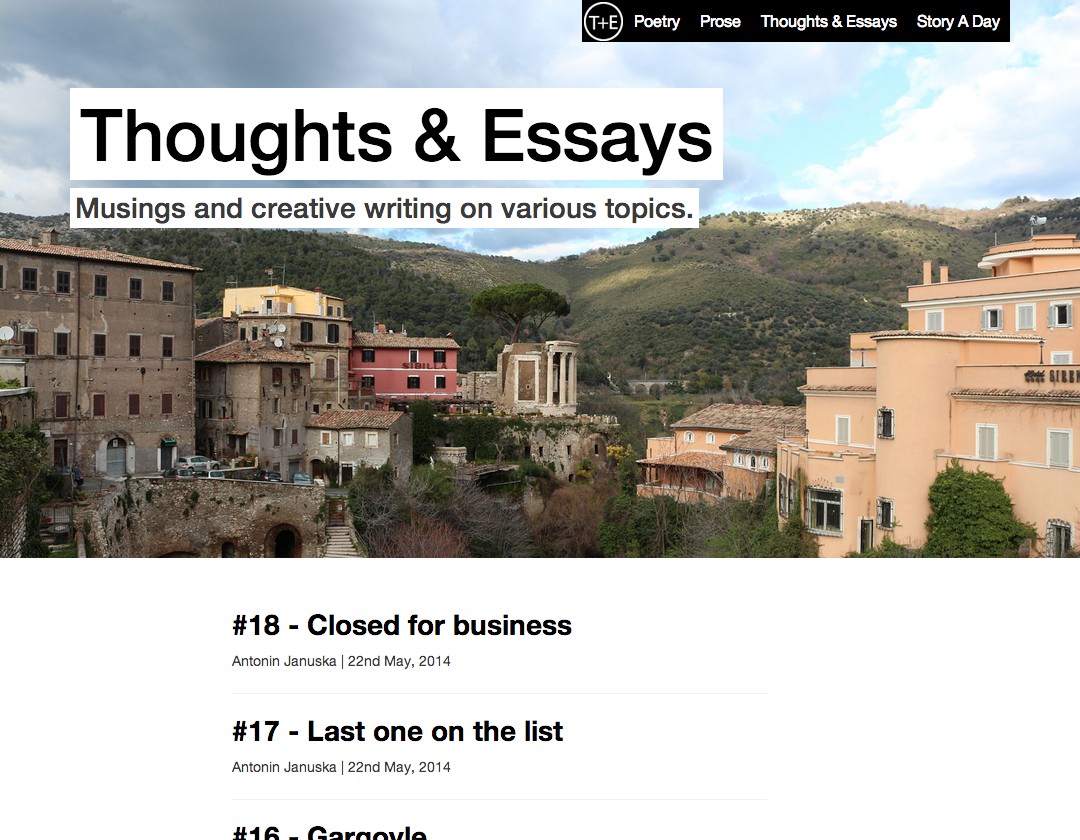 T+E Poetry Prose Thoughts & Essays Story A Day
Thoughts & Essays
Musings and creative writing on various topics.
SIBILLA
#18 - Closed for business
Antonin Januska | 22nd May, 2014
#17 - Last one on the list
Antonin Januska | 22nd May, 2014
#16 - Gargoyle